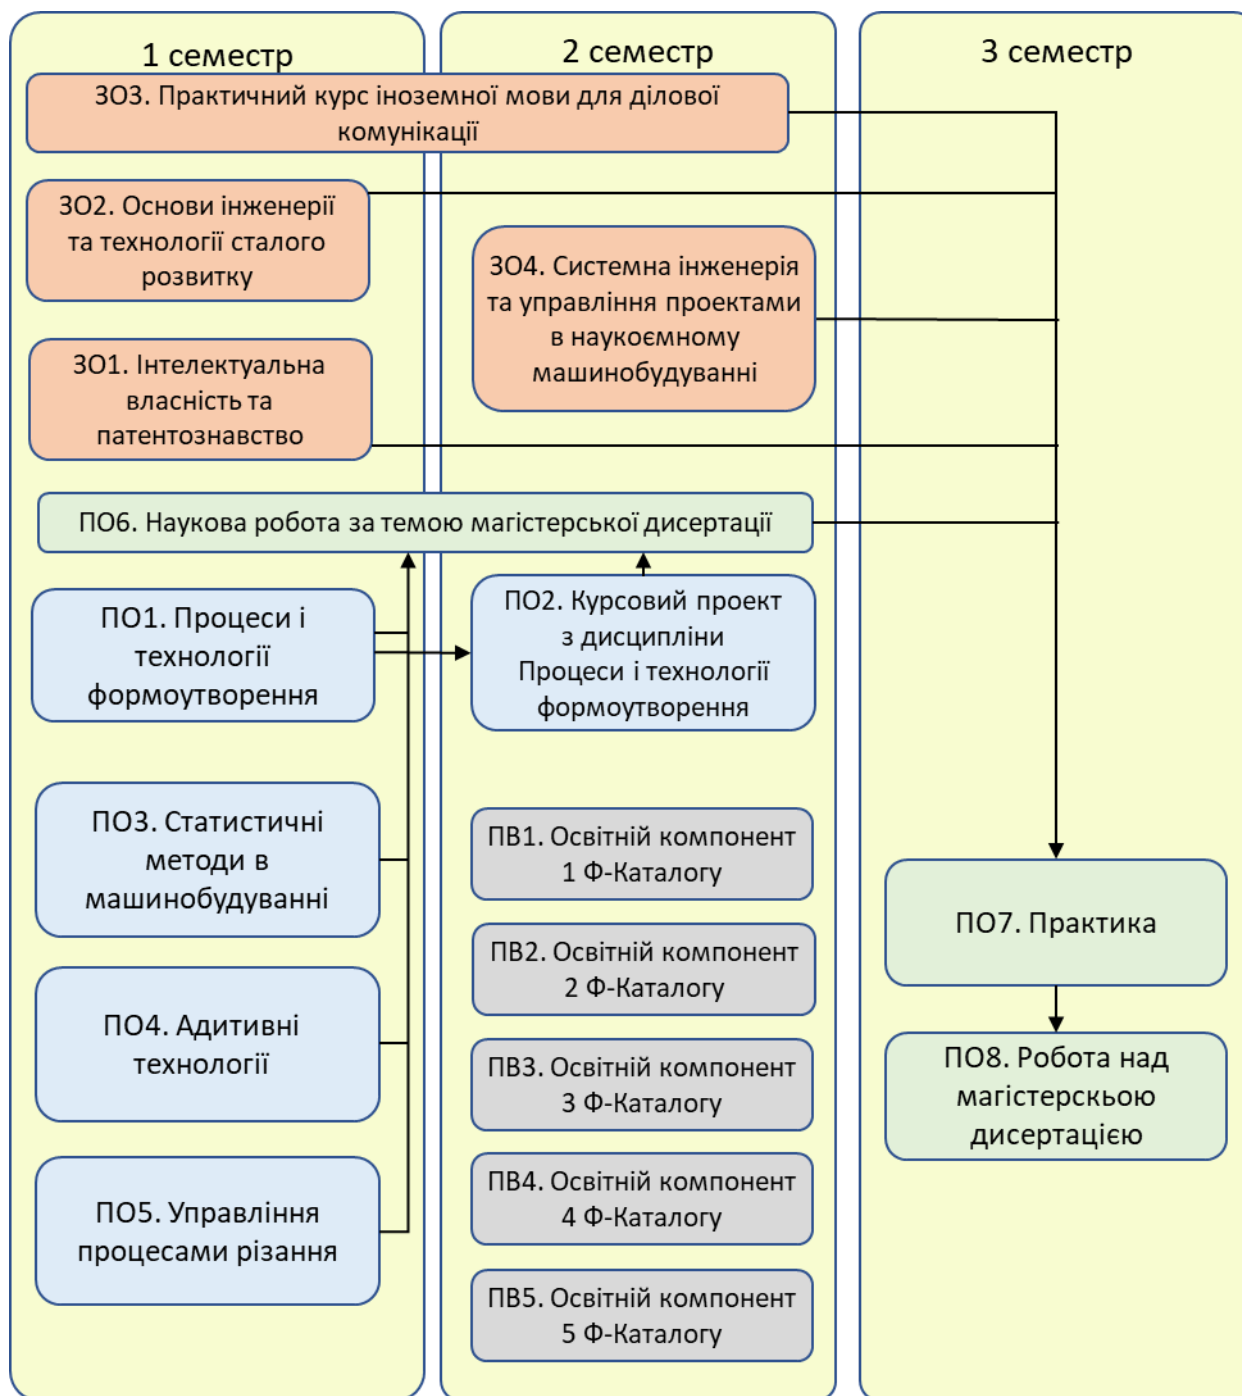 1 семестр
2 семестр
3 семестр
ЗО3. Практичний курс іноземної мови для ділової
комунікації
ЗО2. Основи інженерії
та технології сталого
розвитку
ЗО4. Системна інженерія
та управління проектами
в наукоємному
машинобудуванні
ЗО1. Інтелектуальна
власність та
патентознавство
ПО6. Наукова робота за темою магістерської дисертації
ПО1. Процеси і
технології
формоутворення
ПО2. Курсовий проект
з дисципліни
Процеси і технології
формоутворення
ПО3. Статистичні
методи в
машинобудуванні
ПВ1. Освітній компонент
1 Ф-Каталогу
ПО7. Практика
ПВ2. Освітній компонент
2 Ф-Каталогу
ПО4. Адитивні
технології
ПВ3. Освітній компонент
3 Ф-Каталогу
ПО8. Робота над
магістерскьою
дисертацією
ПО5. Управління
процесами різання
ПВ4. Освітній компонент
4 Ф-Каталогу
ПВ5. Освітній компонент
5 Ф-Каталогу